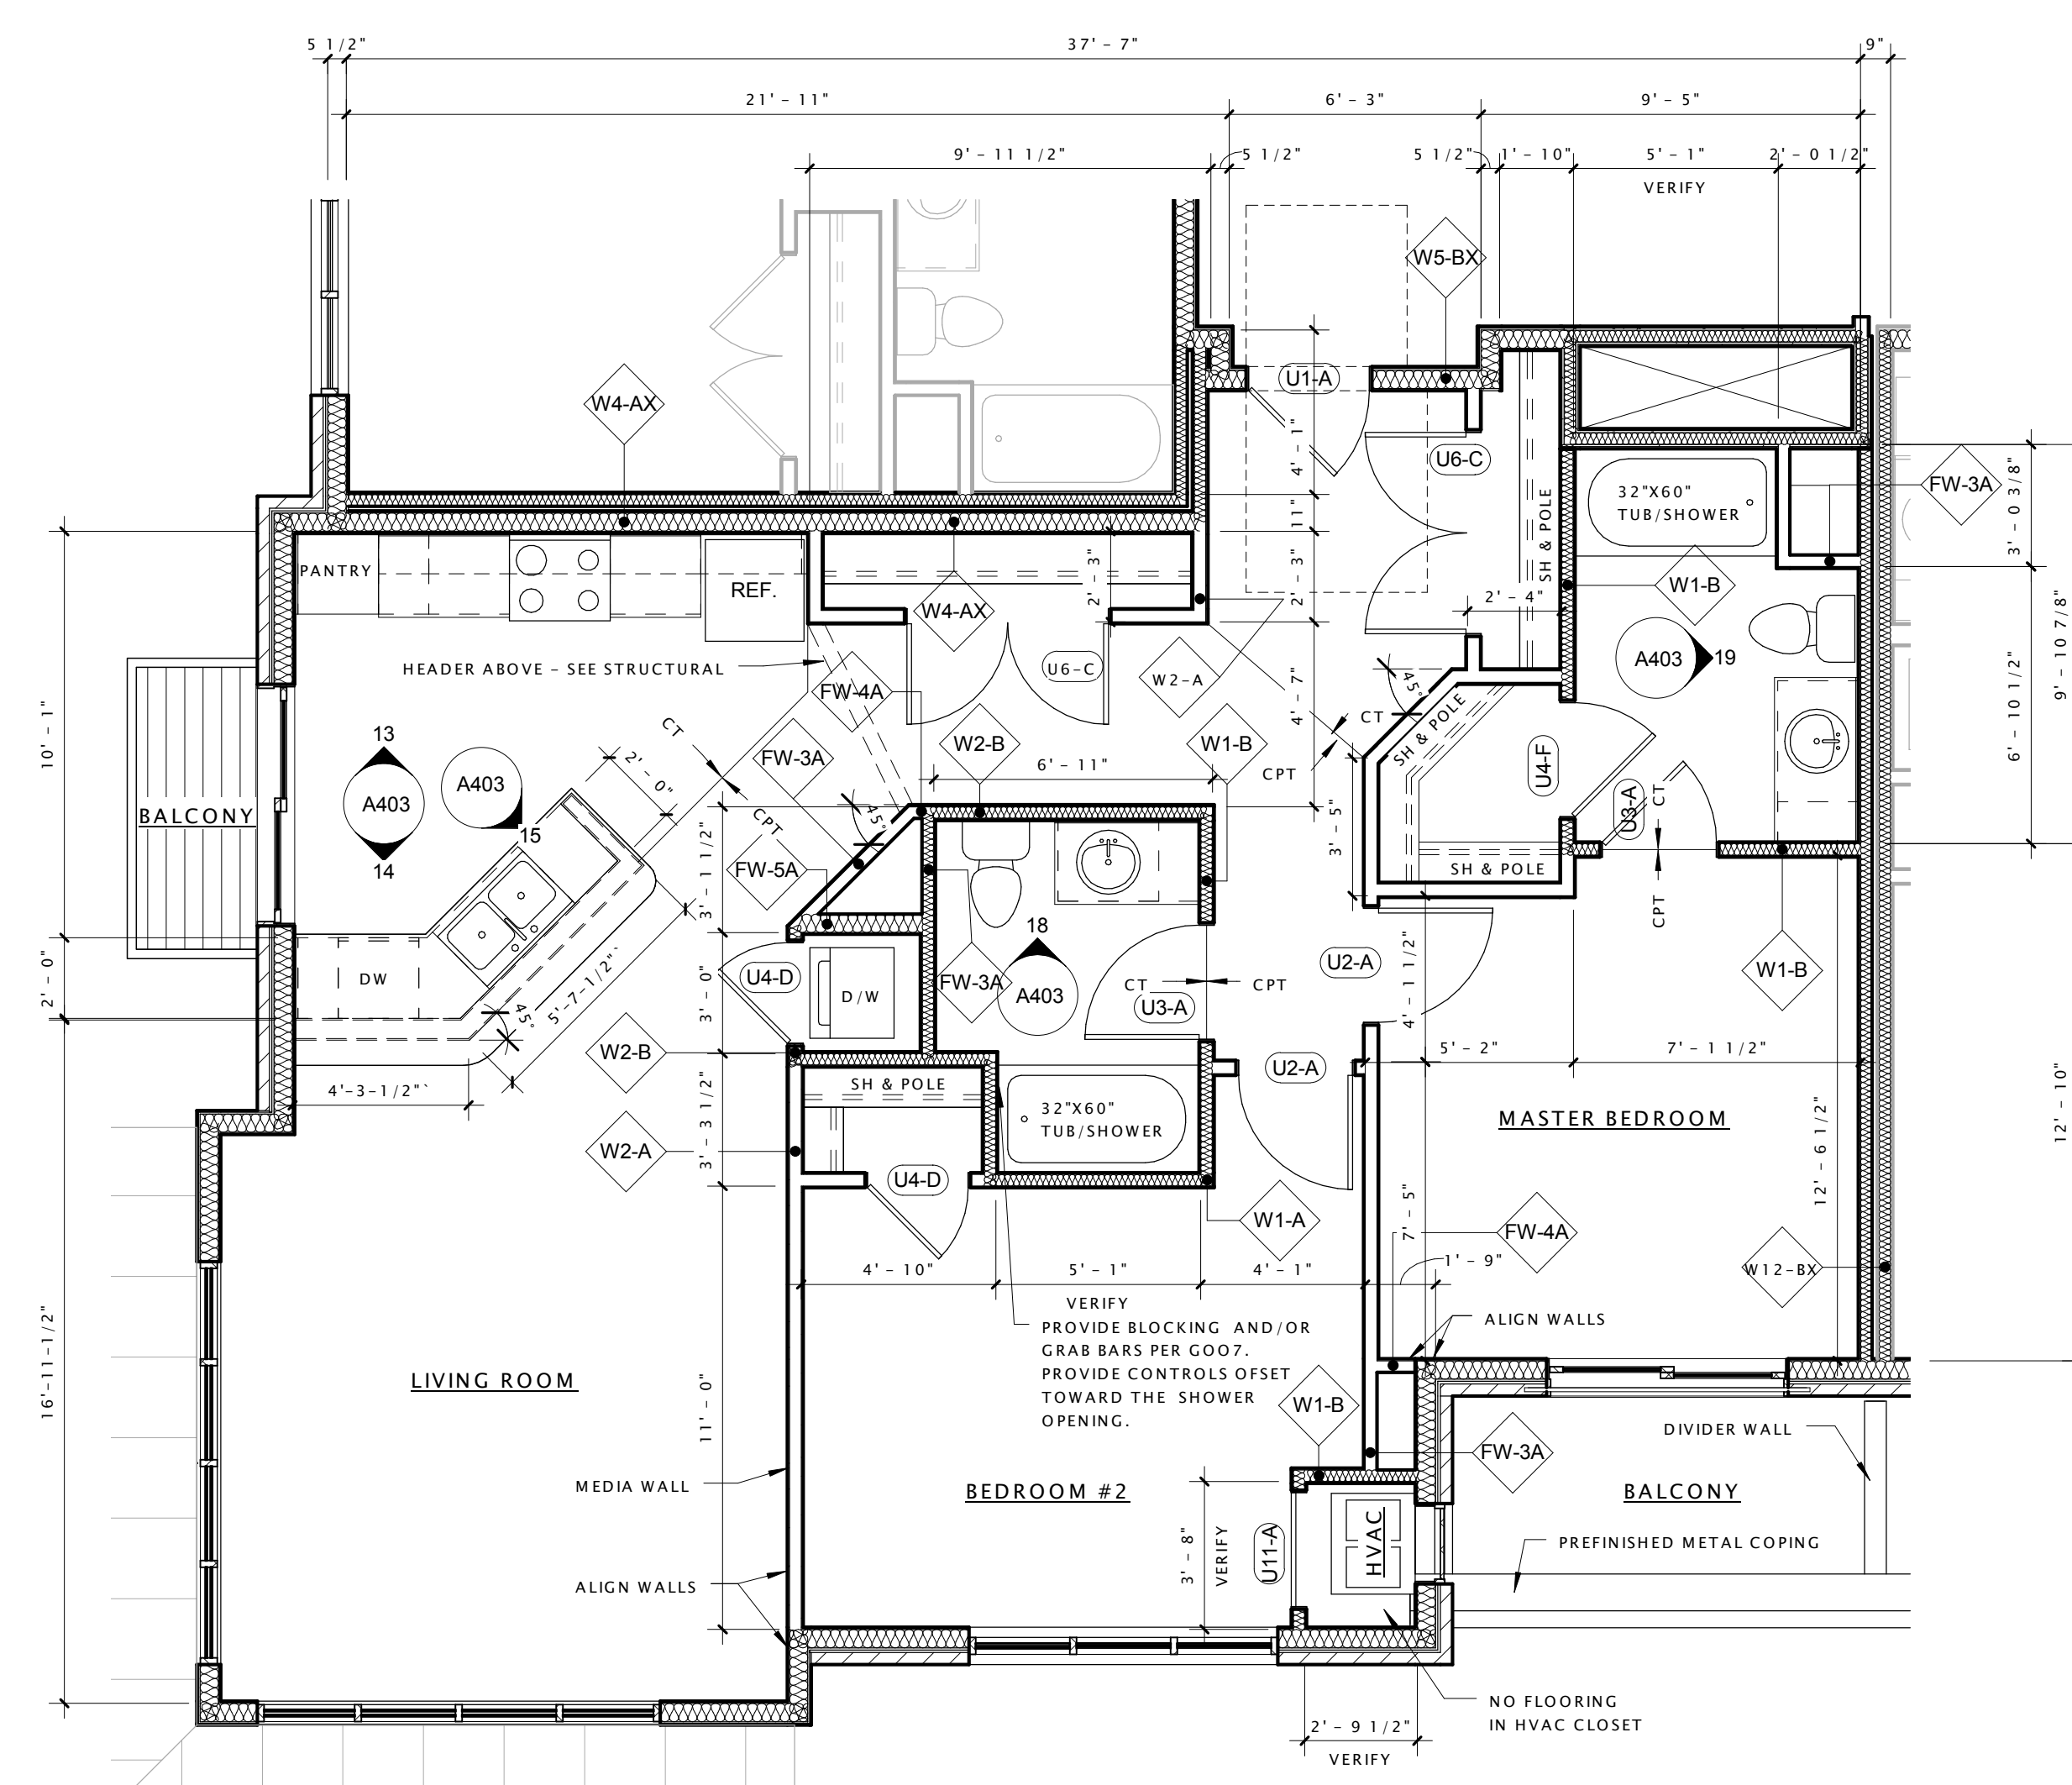 5 1/2"
37' – 7"
9"
21' – 11"
6' – 3"
9' – 5"
9' – 11 1/2"
5 1/2"
5 1/2"
1' – 10"
5' – 1"
2' – 0 1/2"
VERIFY
W5-BX
W4-AX
U1-A
4' – 1"
U6-C
SH & POLE
32"X60"
TUB/SHOWER
FW-3A
3' – 0 3/8"
11"
PANTRY
REF.
2' – 3"
2' – 3"
W4-AX
W1-B
2' – 4"
9' – 10 7/8"
HEADER ABOVE – SEE STRUCTURAL
FW-4A
U6–C
W2–A
45°
A403
19
10' – 1"
CT
4' – 7"
CT
SH & POLE
6' – 10 1/2"
13
FW-3A
W2-B
W1-B
U4-F
2' – 0"
6' – 11"
CPT
A403
A403
BALCONY
CPT
45°
3' – 5"
U3-A
CT
15
14
3' – 1 1/2"
FW-5A
SH & POLE
CPT
18
2' – 0"
DW
5'–7–1/2"`
45°
3' – 0"
U4-D
D/W
FW-3A
A403
CT
CPT
U3-A
U2-A
4' – 1 1/2"
W1-B
W2-B
4'–3–1/2"`
SH & POLE
U2-A
5' – 2"
7' – 1 1/2"
32"X60"
TUB/SHOWER
MASTER BEDROOM
12' – 10"
W2-A
3' – 3 1/2"
U4-D
12' – 6 1/2"
W1-A
7' – 5"
FW-4A
4' – 10"
5' – 1"
4' – 1"
1' – 9"
W12–BX
VERIFY
PROVIDE BLOCKING AND/OR
GRAB BARS PER GOO7.
PROVIDE CONTROLS OFSET
TOWARD THE SHOWER
OPENING.
ALIGN WALLS
16'–11–1/2"
LIVING ROOM
11' – 0"
W1-B
DIVIDER WALL
FW-3A
MEDIA WALL
BEDROOM #2
BALCONY
3' – 8"
VERIFY
U11-A
HVAC
PREFINISHED METAL COPING
ALIGN WALLS
NO FLOORING
IN HVAC CLOSET
2' – 9 1/2"
VERIFY